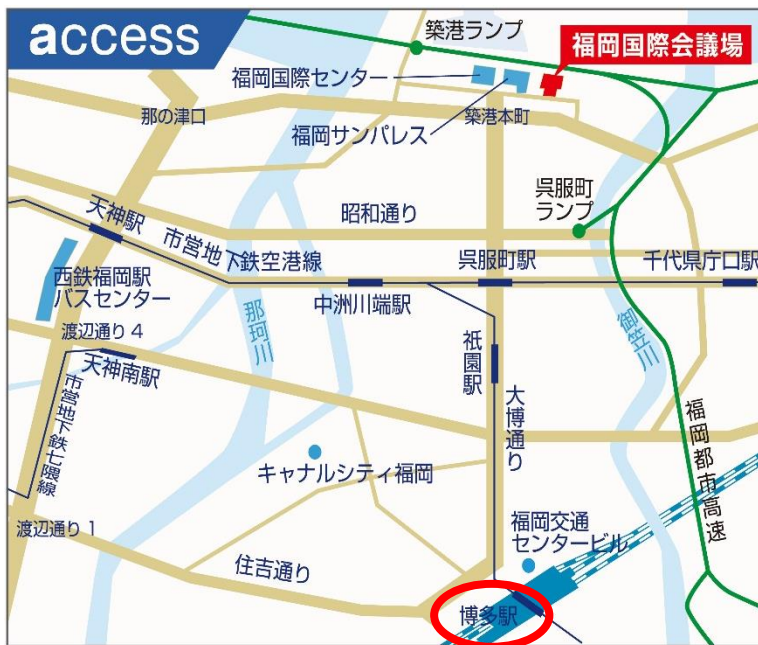 access
築港ランプ
福岡国際会議場
福岡国際センター
那の津口
福岡サンパレス
築港本町
呉服町
ランプ
昭和通り
天神駅
市営地下鉄空港線
西鉄福岡駅
バスセンター
中洲川端駅
呉服町駅
千代県庁口駅
那珂川
御笠川
渡辺通り4
天神南駅
祇園駅
大博通り
市営地下鉄七隈線
福岡都市高速
キャナルシティ福岡
渡辺通り1
福岡交通
センタービル
住吉通り
博多駅